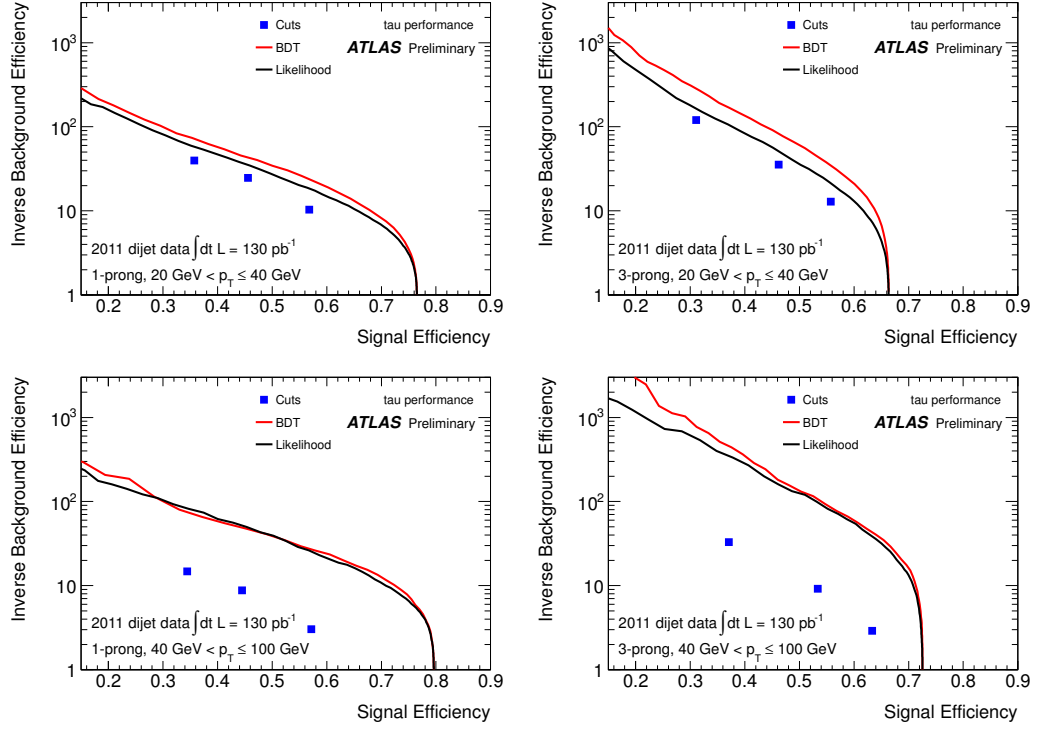 Inverse Background Efficiency
10³
10²
10
1
Cuts
BDT
Likelihood
tau performance
ATLAS Preliminary
2011 dijet data ∫dt L = 130 pb⁻¹
1-prong, 20 GeV < p_T ≤ 40 GeV
0.2 0.3 0.4 0.5 0.6 0.7 0.8 0.9
Signal Efficiency
Inverse Background Efficiency
10³
10²
10
1
Cuts
BDT
Likelihood
tau performance
ATLAS Preliminary
2011 dijet data ∫dt L = 130 pb⁻¹
3-prong, 20 GeV < p_T ≤ 40 GeV
0.2 0.3 0.4 0.5 0.6 0.7 0.8 0.9
Signal Efficiency
Inverse Background Efficiency
10³
10²
10
1
Cuts
BDT
Likelihood
tau performance
ATLAS Preliminary
2011 dijet data ∫dt L = 130 pb⁻¹
1-prong, 40 GeV < p_T ≤ 100 GeV
0.2 0.3 0.4 0.5 0.6 0.7 0.8 0.9
Signal Efficiency
Inverse Background Efficiency
10³
10²
10
1
Cuts
BDT
Likelihood
tau performance
ATLAS Preliminary
2011 dijet data ∫dt L = 130 pb⁻¹
3-prong, 40 GeV < p_T ≤ 100 GeV
0.2 0.3 0.4 0.5 0.6 0.7 0.8 0.9
Signal Efficiency